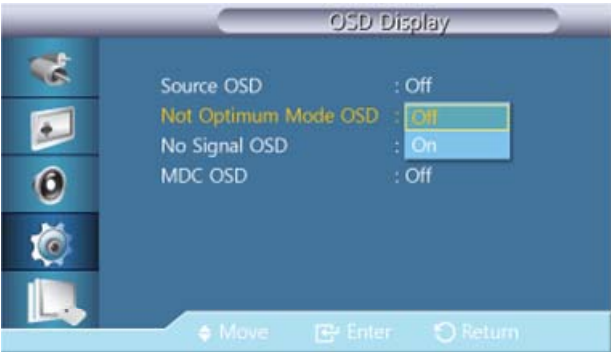 OSD Display
Source OSD : Off
Not Optimum Mode OSD : Off
No Signal OSD : On
MDC OSD : Off
Move Enter Return